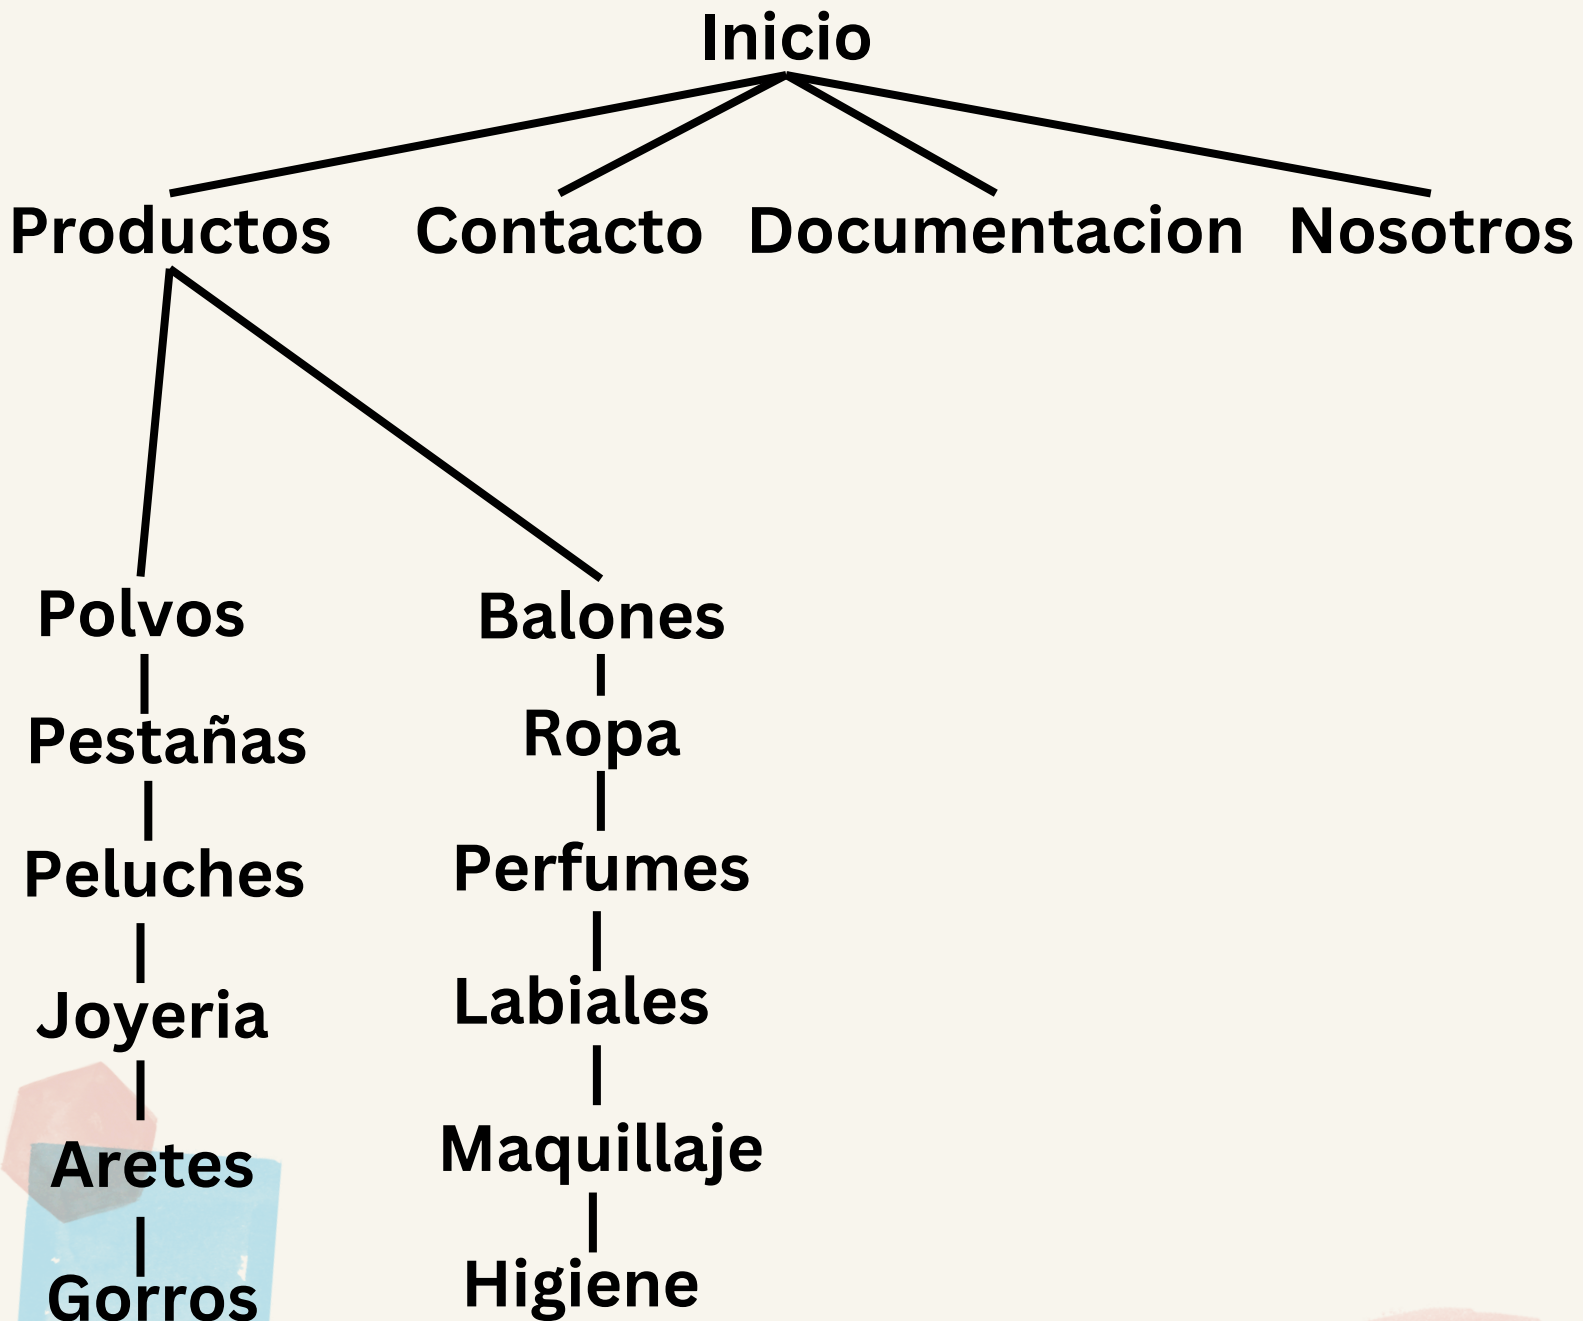 Inicio
Productos Contacto Documentacion Nosotros
Polvos Balones
Pestañas Ropa
Peluches Perfumes
Joyeria Labiales
Aretes Maquillaje
Gorros Higiene